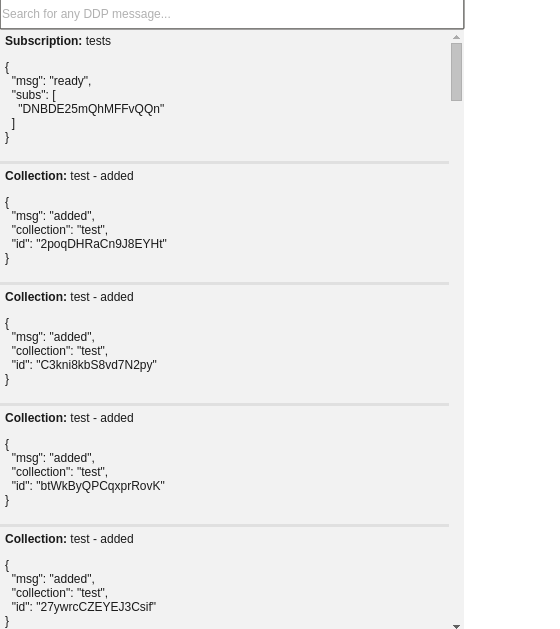 Search for any DDP message...
Subscription: tests
{
"msg": "ready",
"subs": [
"DNBDE25mQhMFFvQQn"
]
}
Collection: test - added
{
"msg": "added",
"collection": "test",
"id": "2poqDHRaCn9J8EYHt"
}
Collection: test - added
{
"msg": "added",
"collection": "test",
"id": "C3kni8kbS8vd7N2py"
}
Collection: test - added
{
"msg": "added",
"collection": "test",
"id": "btWkByQPCqxprRovK"
}
Collection: test - added
{
"msg": "added",
"collection": "test",
"id": "27ywrcCZEYEJ3Csif"
}